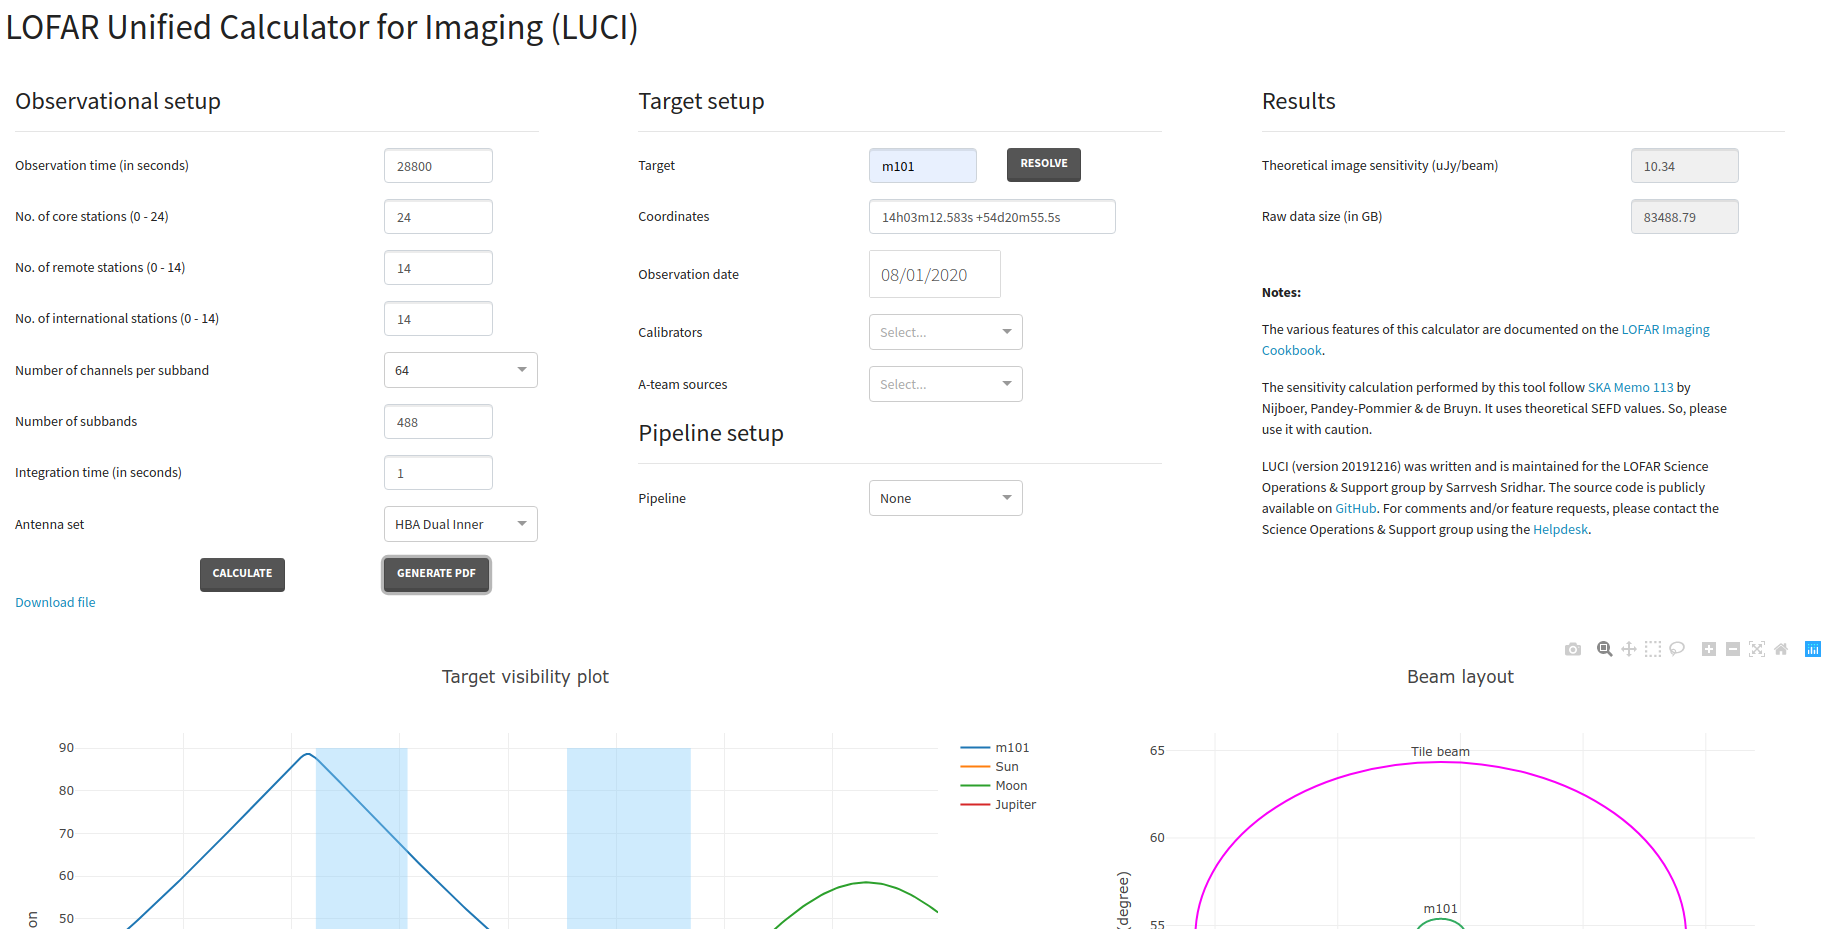 LOFAR Unified Calculator for Imaging (LUCI)
Observational setup
Observation time (in seconds) 28800
No. of core stations (0 - 24) 24
No. of remote stations (0 - 14) 14
No. of international stations (0 - 14) 14
Number of channels per subband 64
Number of subbands 488
Integration time (in seconds) 1
Antenna set HBA Dual Inner
CALCULATE GENERATE PDF
Download file
Target setup
Target m101 RESOLVE
Coordinates 14h03m12.583s +54d20m55.5s
Observation date 08/01/2020
Calibrators Select...
A-team sources Select...
Pipeline setup
Pipeline None
Results
Theoretical image sensitivity (uJy/beam) 10.34
Raw data size (in GB) 83488.79
Notes:
The various features of this calculator are documented on the LOFAR Imaging
Cookbook.
The sensitivity calculation performed by this tool follow SKA Memo 113 by
Nijboer, Pandey-Pommier & de Bruyn. It uses theoretical SEFD values. So, please
use it with caution.
LUCI (version 20191216) was written and is maintained for the LOFAR Science
Operations & Support group by Sarrvesh Sridhar. The source code is publicly
available on GitHub. For comments and/or feature requests, please contact the
Science Operations & Support group using the Helpdesk.
Target visibility plot
90
80
70
60
50
on
m101
Sun
Moon
Jupiter
Beam layout
65
60
55
(degree)
Tile beam
m101